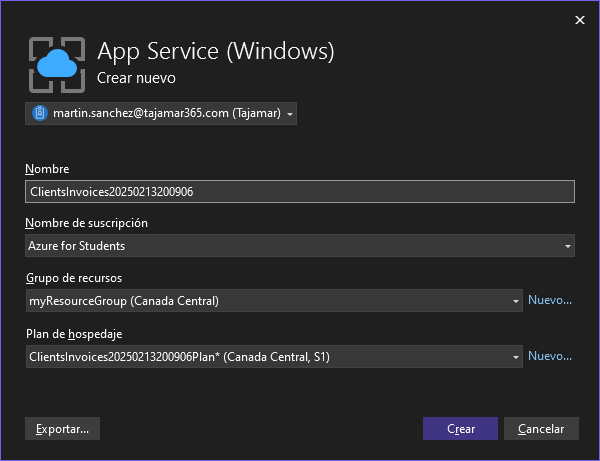 App Service (Windows)
Crear nuevo
martin.sanchez@tajamar365.com (Tajamar)
Nombre
ClientsInvoices20250213200906
Nombre de suscripción
Azure for Students
Grupo de recursos
myResourceGroup (Canada Central)
Nuevo...
Plan de hospedaje
ClientsInvoices20250213200906Plan* (Canada Central, S1)
Nuevo...
Exportar...
Crear
Cancelar